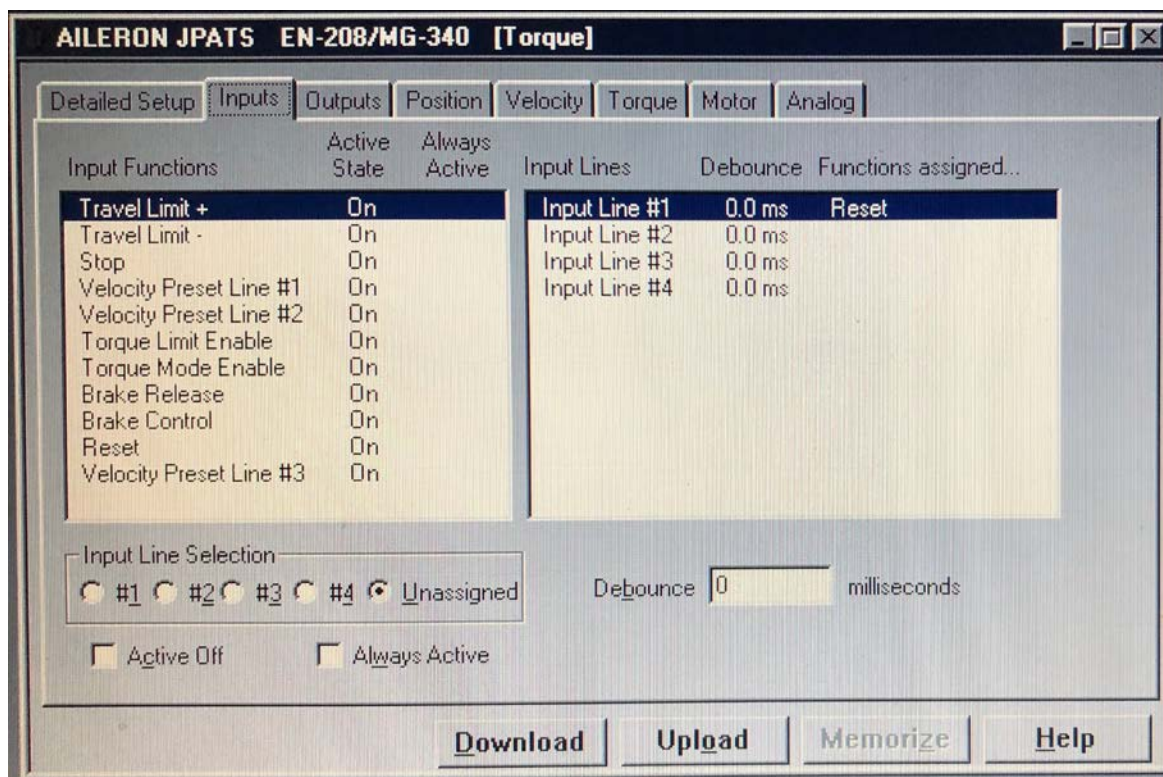 AILERON JPATS EN-208/MG-340 [Torque]
Detailed Setup Inputs Outputs Position Velocity Torque Motor Analog
Input Functions Active State Always Active
Travel Limit + On
Travel Limit - On
Stop On
Velocity Preset Line #1 On
Velocity Preset Line #2 On
Torque Limit Enable On
Torque Mode Enable On
Brake Release On
Brake Control On
Reset On
Velocity Preset Line #3 On
Input Lines Debounce Functions assigned...
Input Line #1 0.0 ms Reset
Input Line #2 0.0 ms
Input Line #3 0.0 ms
Input Line #4 0.0 ms
Input Line Selection
#1 #2 #3 #4 Unassigned
Debounce 0 milliseconds
Active Off Always Active
Download Upload Memorize Help